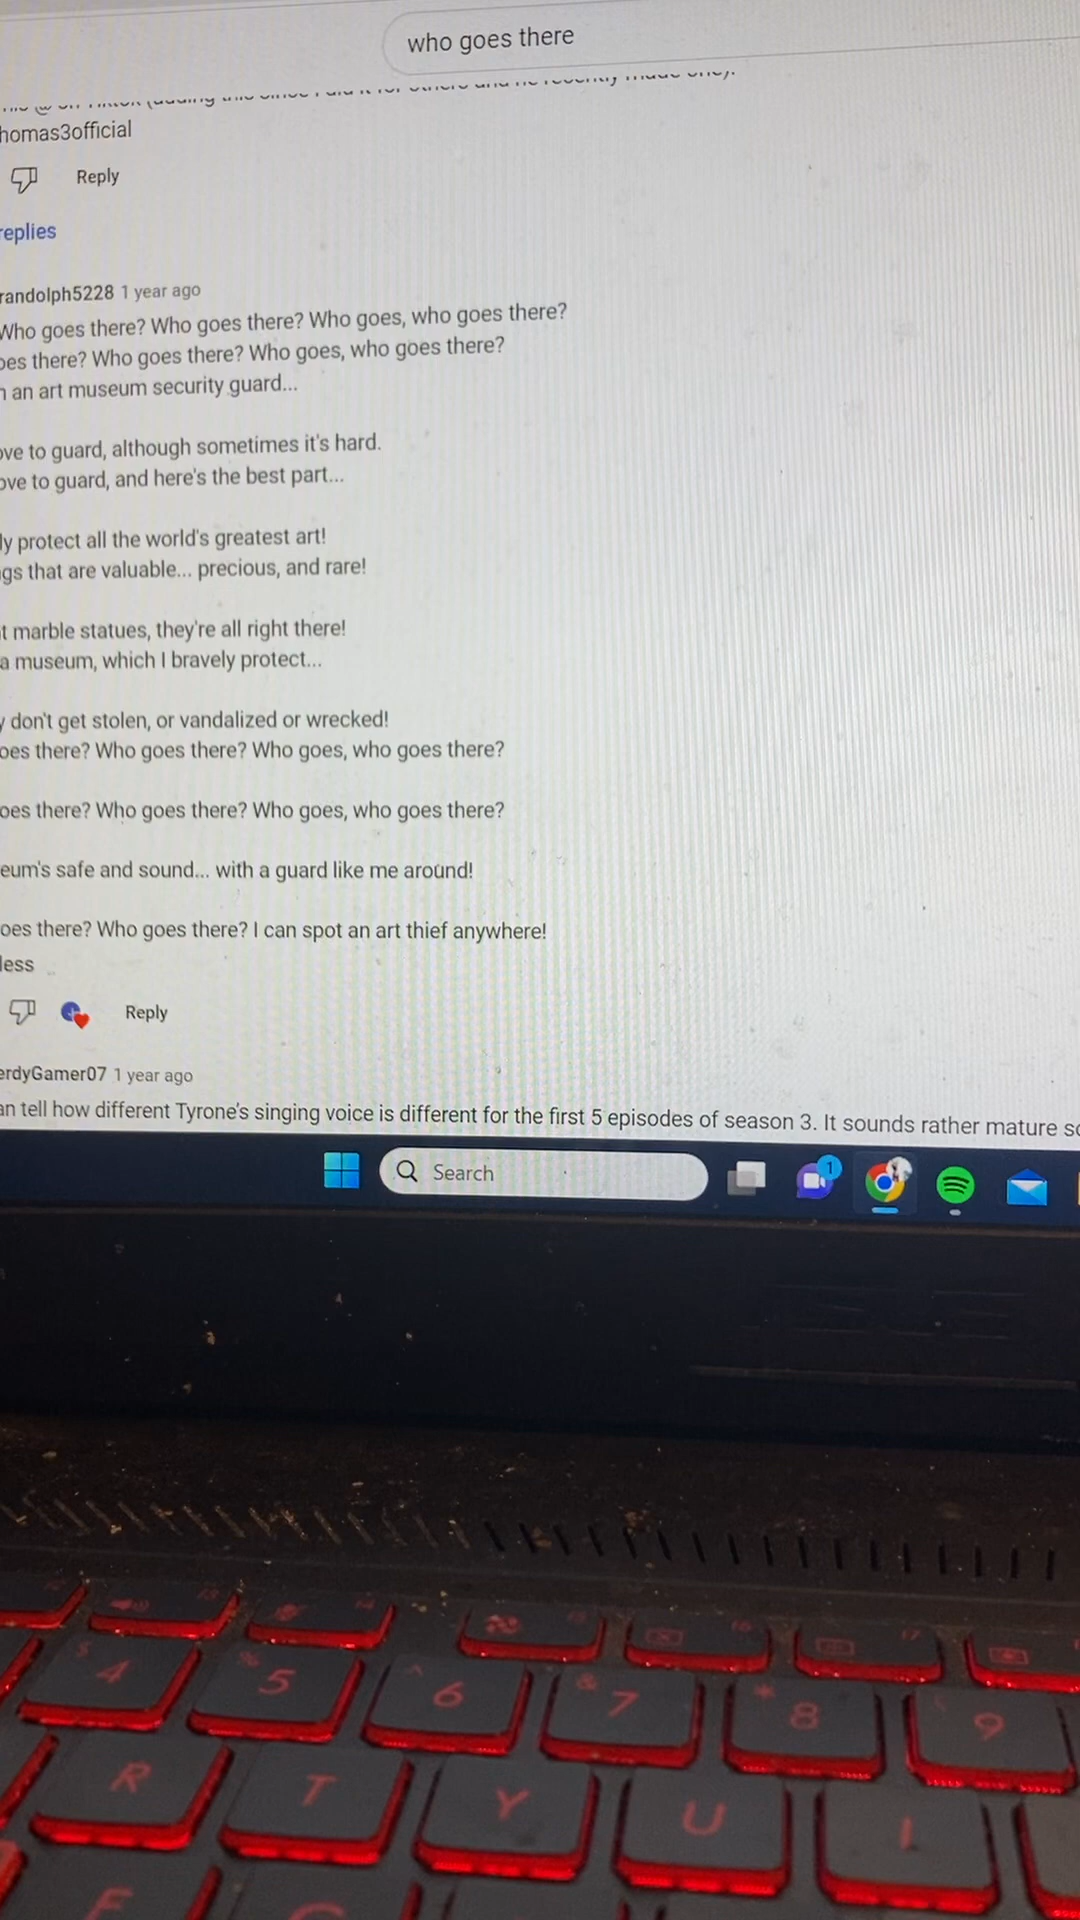 who goes there
homas3official
Reply
replies
randolph5228 1 year ago
Who goes there? Who goes there? Who goes, who goes there?
oes there? Who goes there? Who goes, who goes there?
an art museum security guard...
ove to guard, although sometimes it's hard.
ove to guard, and here's the best part...
ly protect all the world's greatest art!
gs that are valuable... precious, and rare!
t marble statues, they're all right there!
a museum, which I bravely protect...
y don't get stolen, or vandalized or wrecked!
oes there? Who goes there? Who goes, who goes there?
oes there? Who goes there? Who goes, who goes there?
eum's safe and sound... with a guard like me around!
oes there? Who goes there? I can spot an art thief anywhere!
less
Reply
erdyGamer07 1 year ago
an tell how different Tyrone's singing voice is different for the first 5 episodes of season 3. It sounds rather mature so
Search
1
$ 4 % 5 ^ 6 & 7 * 8 ( 9
R T Y U I
F G